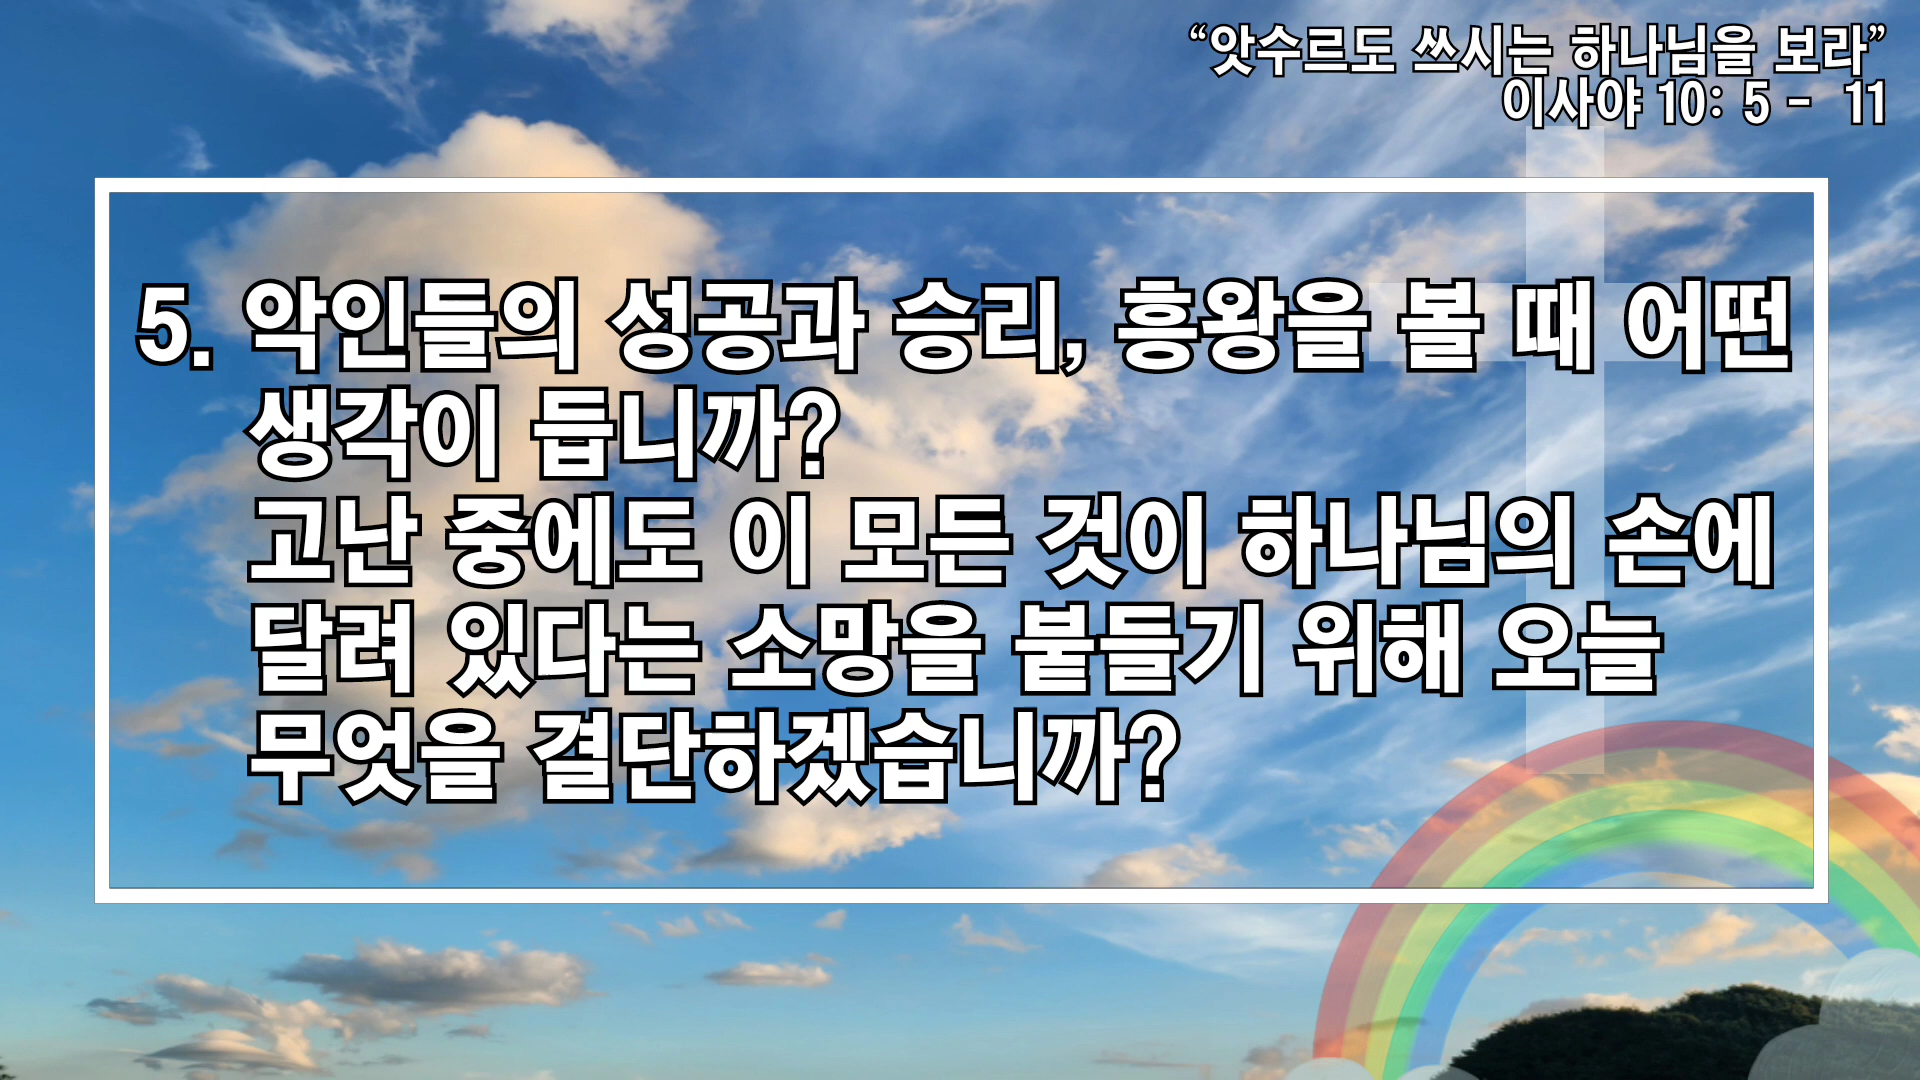 “앗수르도 쓰시는 하나님을 보라”
이사야 10: 5 - 11
5. 악인들의 성공과 승리, 흥왕을 볼 때 어떤
생각이 듭니까?
고난 중에도 이 모든 것이 하나님의 손에
달려 있다는 소망을 붙들기 위해 오늘
무엇을 결단하겠습니까?